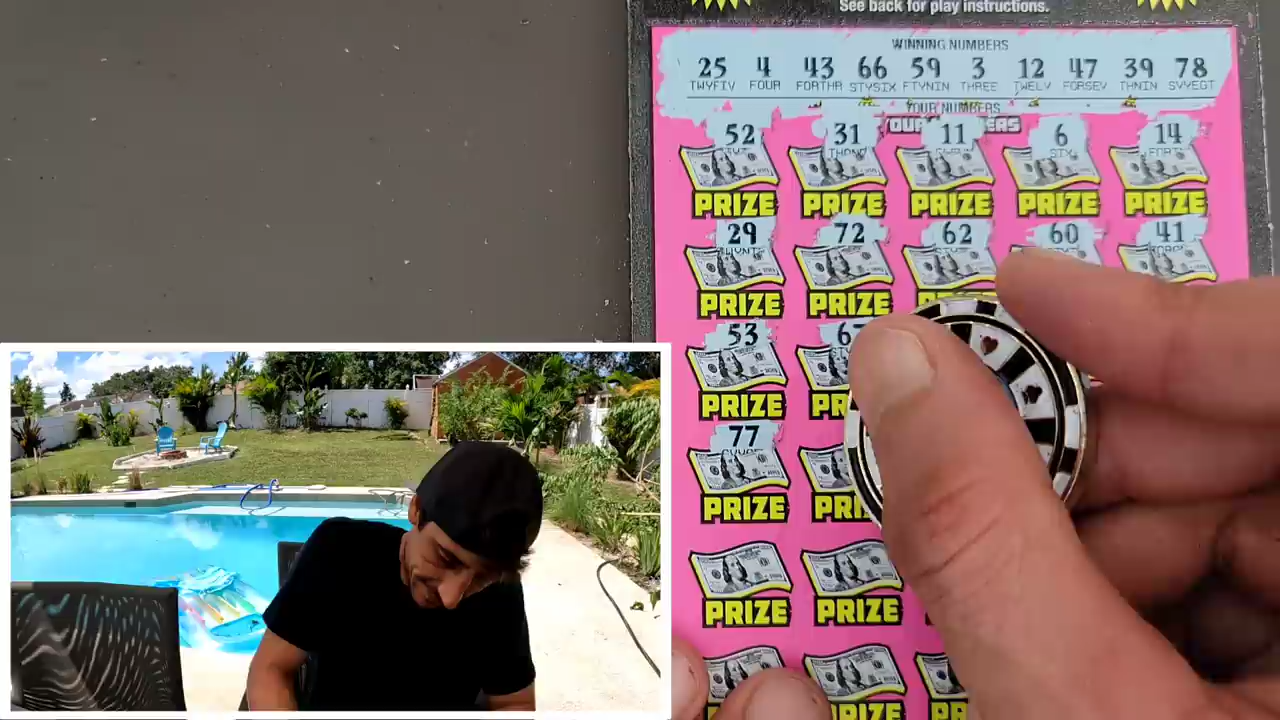 See back for play instructions.
WINNING NUMBERS
25 4 43 66 59 3 12 47 39 78
TWYFIV FOUR FORTHR STYSIX FTYNIN THREE TWELV FORSEV THNIN SVYEGT
YOUR NUMBERS
52 31 11 6 14
PRIZE PRIZE PRIZE PRIZE PRIZE
29 72 62 60 41
PRIZE PRIZE
53
PRIZE
77
PRIZE
PRIZE PRIZE